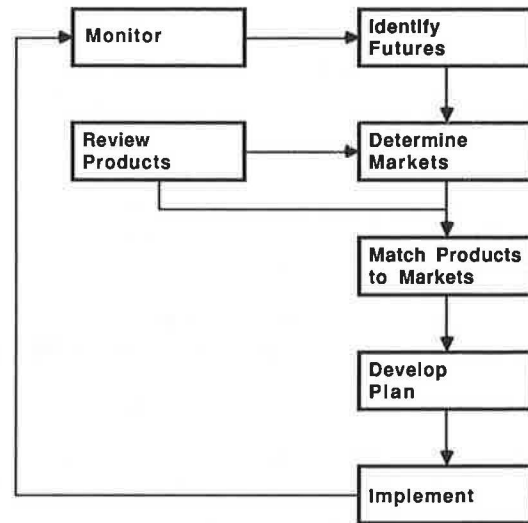 Monitor
Identify
Futures
Review
Products
Determine
Markets
Match Products
to Markets
Develop
Plan
Implement